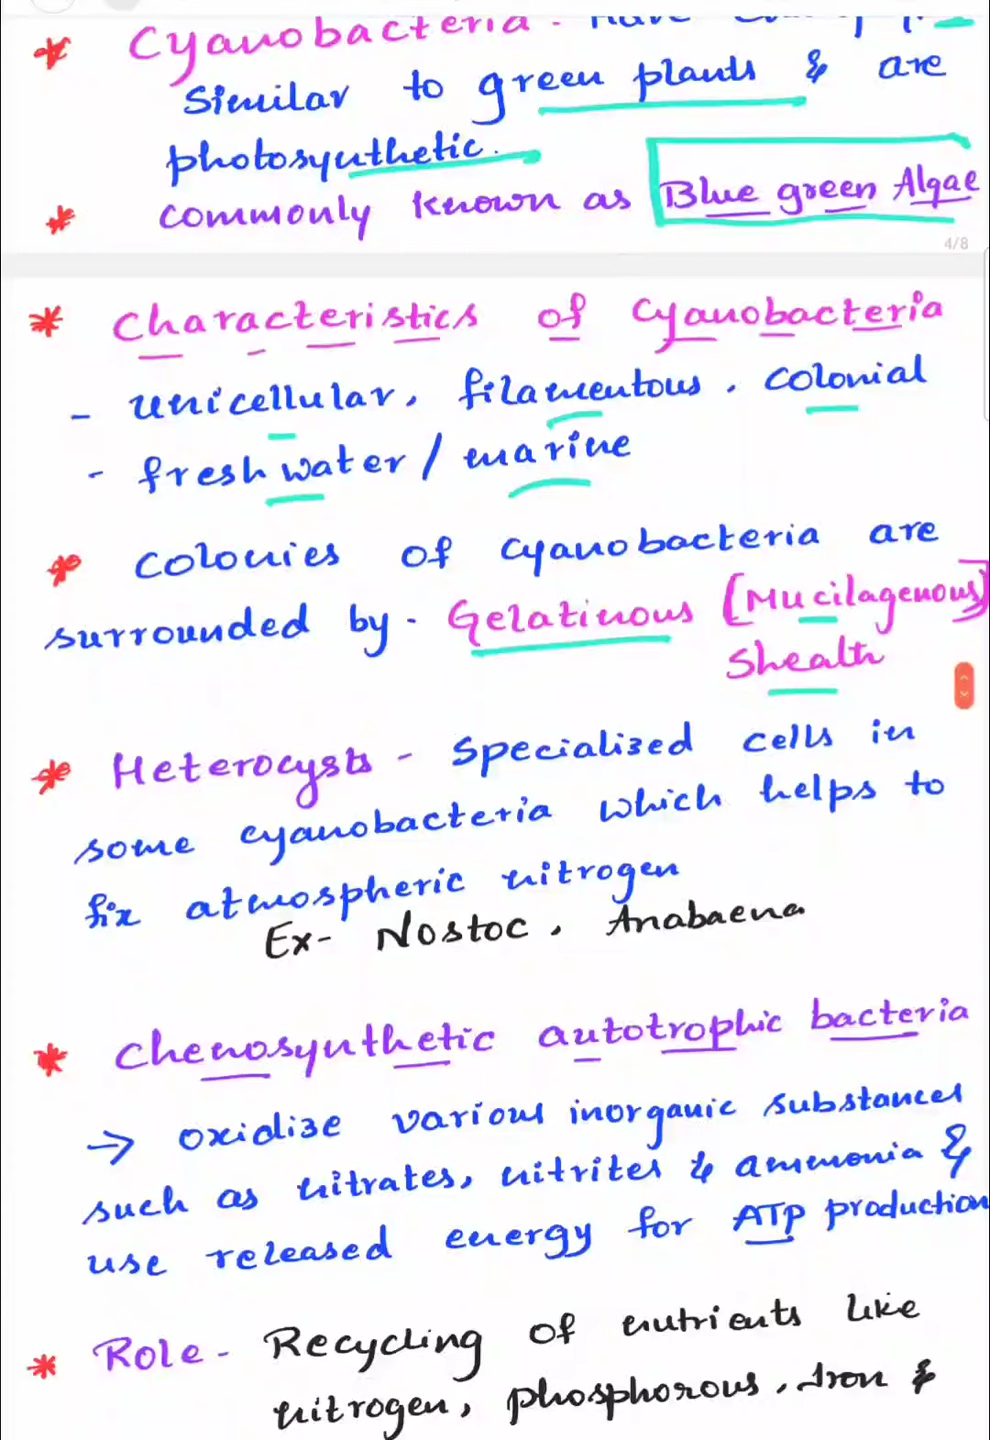 * Cyanobacteria -
similar to green plants & are
photosynthetic.
* commonly known as Blue green Algae
4/8
* Characteristics of Cyanobacteria
- unicellular, filamentous, colonial
- fresh water / marine
* colonies of cyanobacteria are
surrounded by - Gelatinous [Mucilagenous]
Shealth
* Heterocysts - Specialized cells in
some cyanobacteria which helps to
fix atmospheric nitrogen
Ex- Nostoc, Anabaena
* Chenosynthetic autotrophic bacteria
→ oxidise various inorganic substances
such as nitrates, nitrites & ammonia &
use released energy for ATP production
* Role - Recycling of nutrients like
nitrogen, phosphorous, Iron &